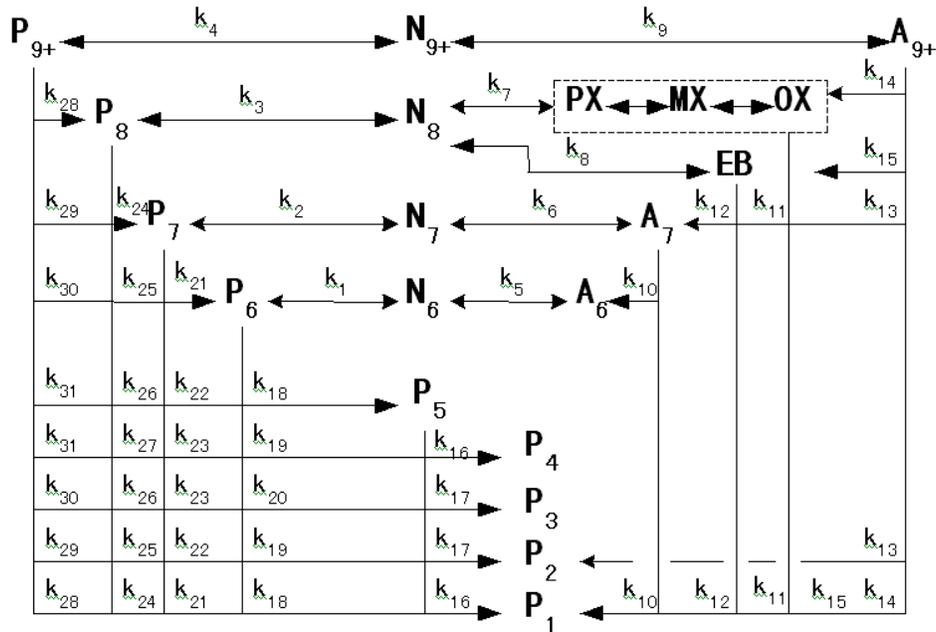 P9+ k4 N9+ k9 A9+
k28 P8 k3 N8 k7 PX MX OX k14
k8 EB k15
k29 k24 P7 k2 N7 k6 A7 k12 k11 k13
k30 k25 k21 P6 k1 N6 k5 A6 k10
k31 k26 k22 k18 P5
k31 k27 k23 k19 k16 P4
k30 k26 k23 k20 k17 P3
k29 k25 k22 k19 k17 P2 k13
k28 k24 k21 k18 k16 P1 k10 k12 k11 k15 k14